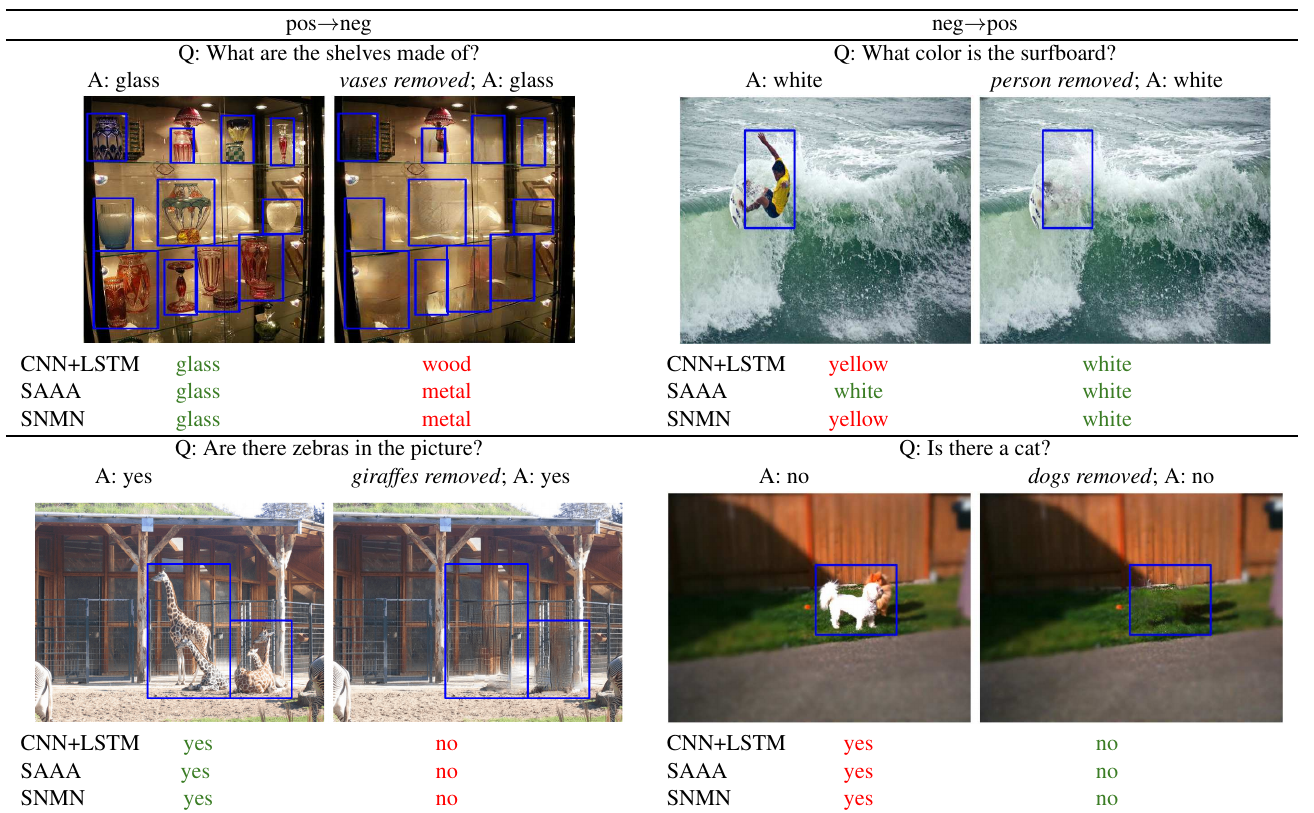 pos→neg neg→pos
Q: What are the shelves made of? Q: What color is the surfboard?
A: glass vases removed; A: glass A: white person removed; A: white
CNN+LSTM glass wood CNN+LSTM yellow white
SAAA glass metal SAAA white white
SNMN glass metal SNMN yellow white
Q: Are there zebras in the picture? Q: Is there a cat?
A: yes giraffes removed; A: yes A: no dogs removed; A: no
CNN+LSTM yes no CNN+LSTM yes no
SAAA yes no SAAA yes no
SNMN yes no SNMN yes no